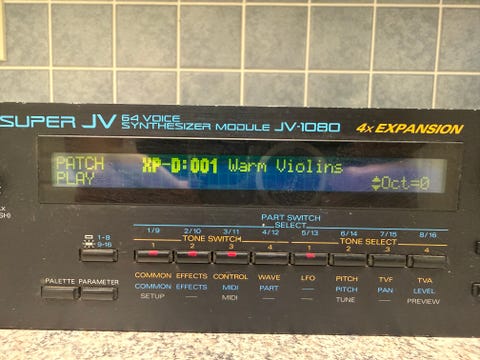 SUPER JV 64 VOICE SYNTHESIZER MODULE JV-1080 4x EXPANSION
PATCH XP-D:001 Warm Violins
PLAY Oct=0
PART SWITCH
SELECT
1/9 2/10 3/11 4/12 5/13 6/14 7/15 8/16
1-8
9-16
TONE SWITCH TONE SELECT
1 2 3 4 1 2 3 4
PALETTE PARAMETER
COMMON EFFECTS CONTROL WAVE LFO PITCH TVF TVA
COMMON EFFECTS MIDI PART — PITCH PAN LEVEL
SETUP — MIDI — — TUNE — PREVIEW